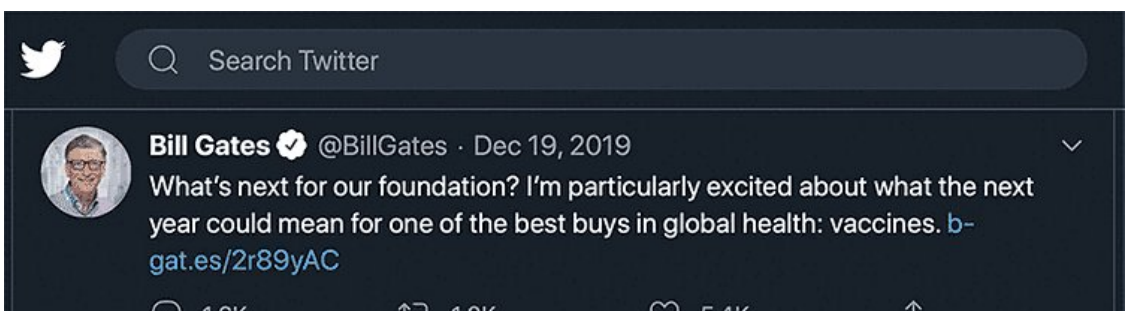 Search Twitter
Bill Gates @BillGates · Dec 19, 2019
What's next for our foundation? I'm particularly excited about what the next
year could mean for one of the best buys in global health: vaccines. b-
gat.es/2r89yAC